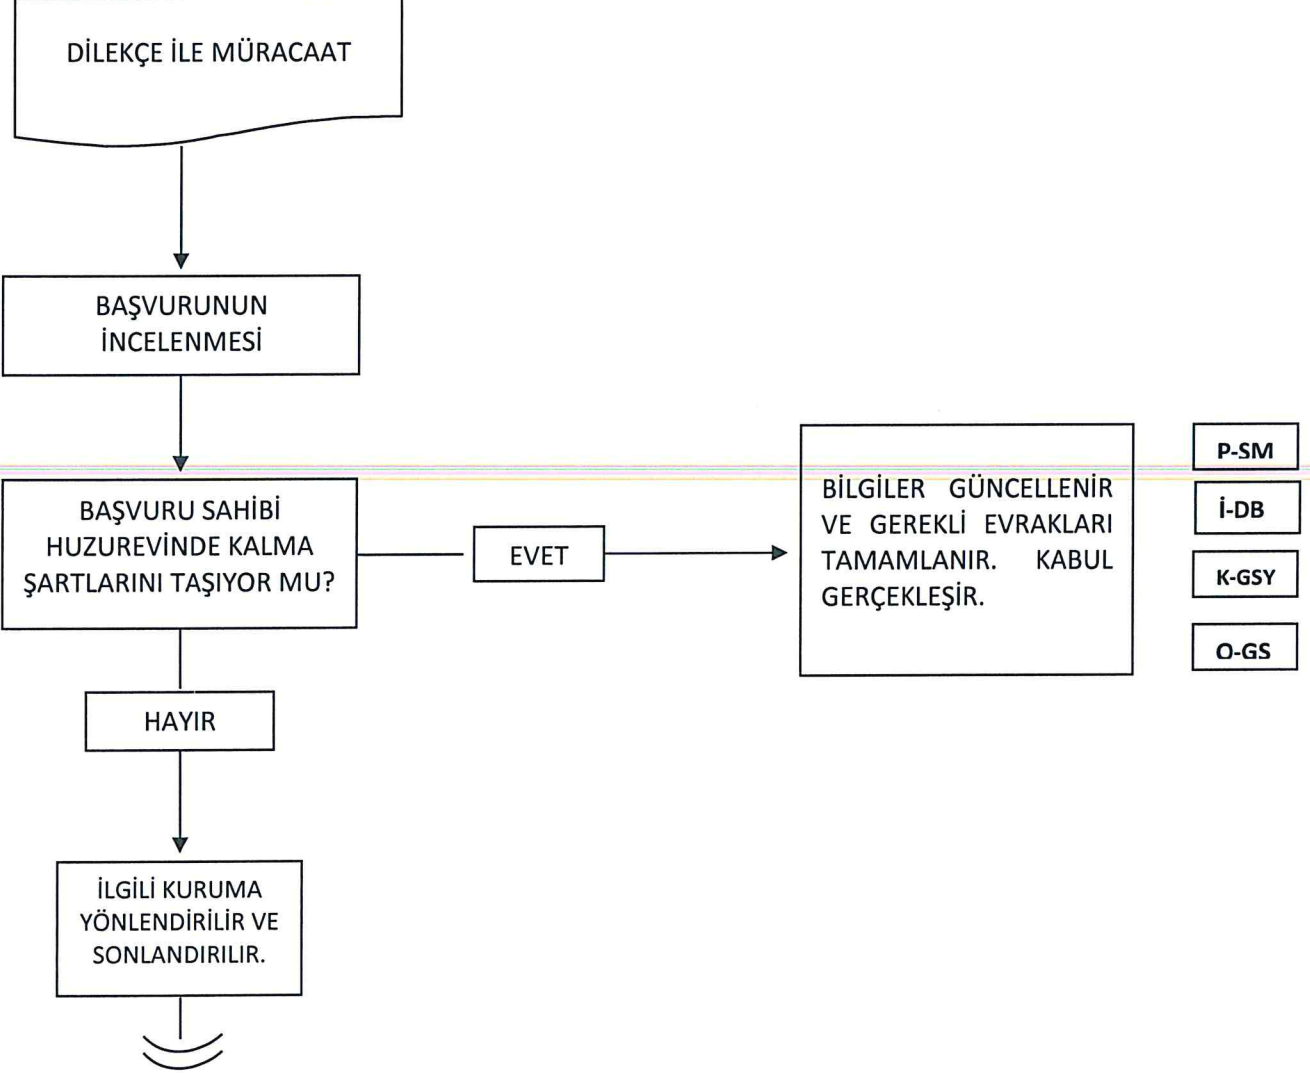 DİLEKÇE İLE MÜRACAAT
BAŞVURUNUN
İNCELENMESİ
BAŞVURU SAHİBİ
HUZUREVİNDE KALMA
ŞARTLARINI TAŞIYOR MU?
EVET
BİLGİLER GÜNCELLENİR
VE GEREKLİ EVRAKLARI
TAMAMLANIR. KABUL
GERÇEKLEŞİR.
P-SM
İ-DB
K-GSY
O-GS
HAYIR
İLGİLİ KURUMA
YÖNLENDİRİLİR VE
SONLANDIRILIR.